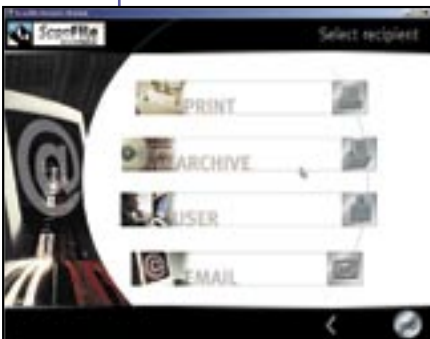 ScanFile
Select recipient
PRINT
ARCHIVE
USER
EMAIL